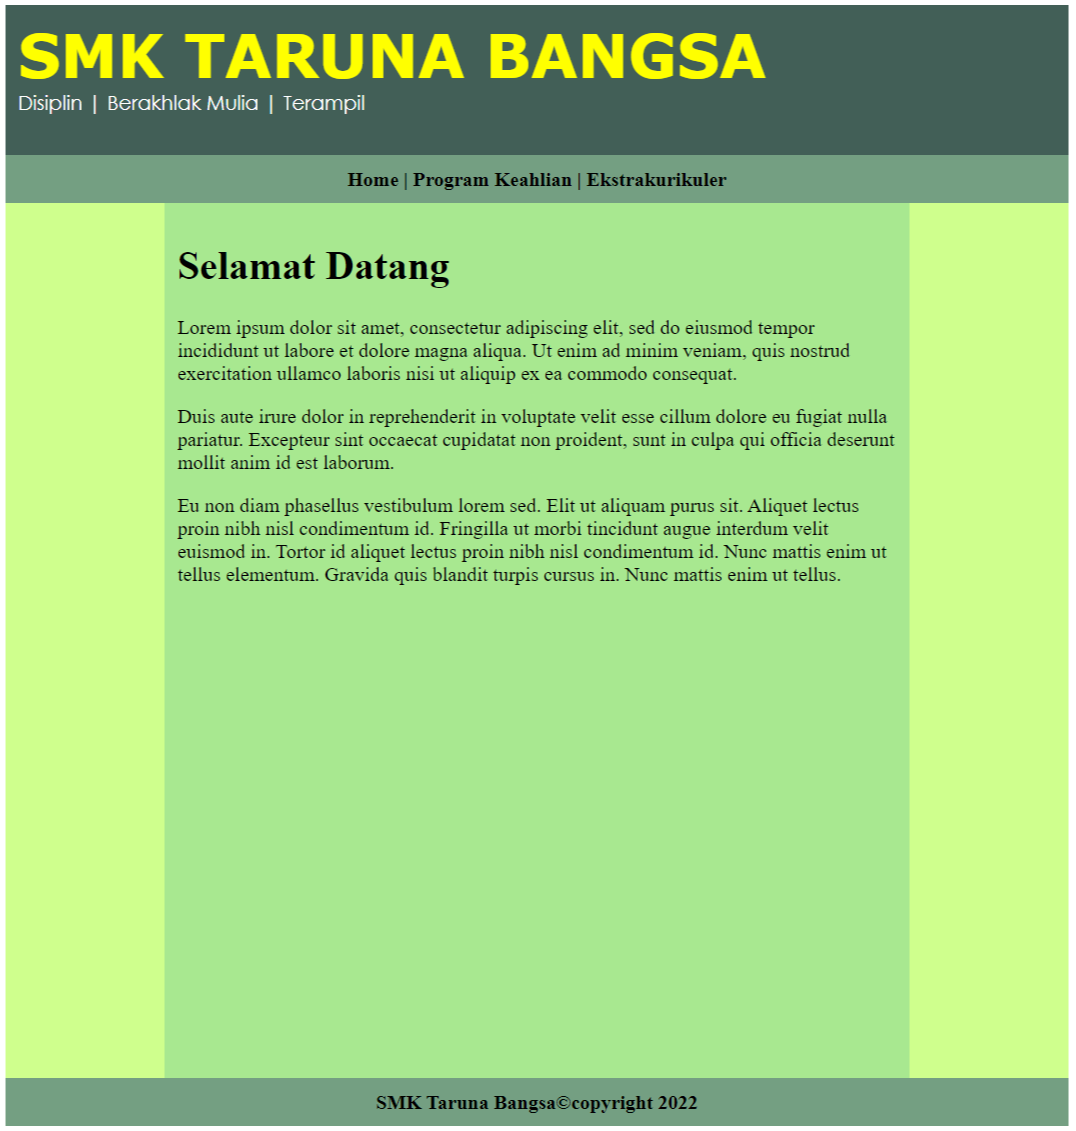 SMK TARUNA BANGSA
Disiplin | Berakhlak Mulia | Terampil
Home | Program Keahlian | Ekstrakurikuler
Selamat Datang
Lorem ipsum dolor sit amet, consectetur adipiscing elit, sed do eiusmod tempor
incididunt ut labore et dolore magna aliqua. Ut enim ad minim veniam, quis nostrud
exercitation ullamco laboris nisi ut aliquip ex ea commodo consequat.
Duis aute irure dolor in reprehenderit in voluptate velit esse cillum dolore eu fugiat nulla
pariatur. Excepteur sint occaecat cupidatat non proident, sunt in culpa qui officia deserunt
mollit anim id est laborum.
Eu non diam phasellus vestibulum lorem sed. Elit ut aliquam purus sit. Aliquet lectus
proin nibh nisl condimentum id. Fringilla ut morbi tincidunt augue interdum velit
euismod in. Tortor id aliquet lectus proin nibh nisl condimentum id. Nunc mattis enim ut
tellus elementum. Gravida quis blandit turpis cursus in. Nunc mattis enim ut tellus.
SMK Taruna Bangsa©copyright 2022